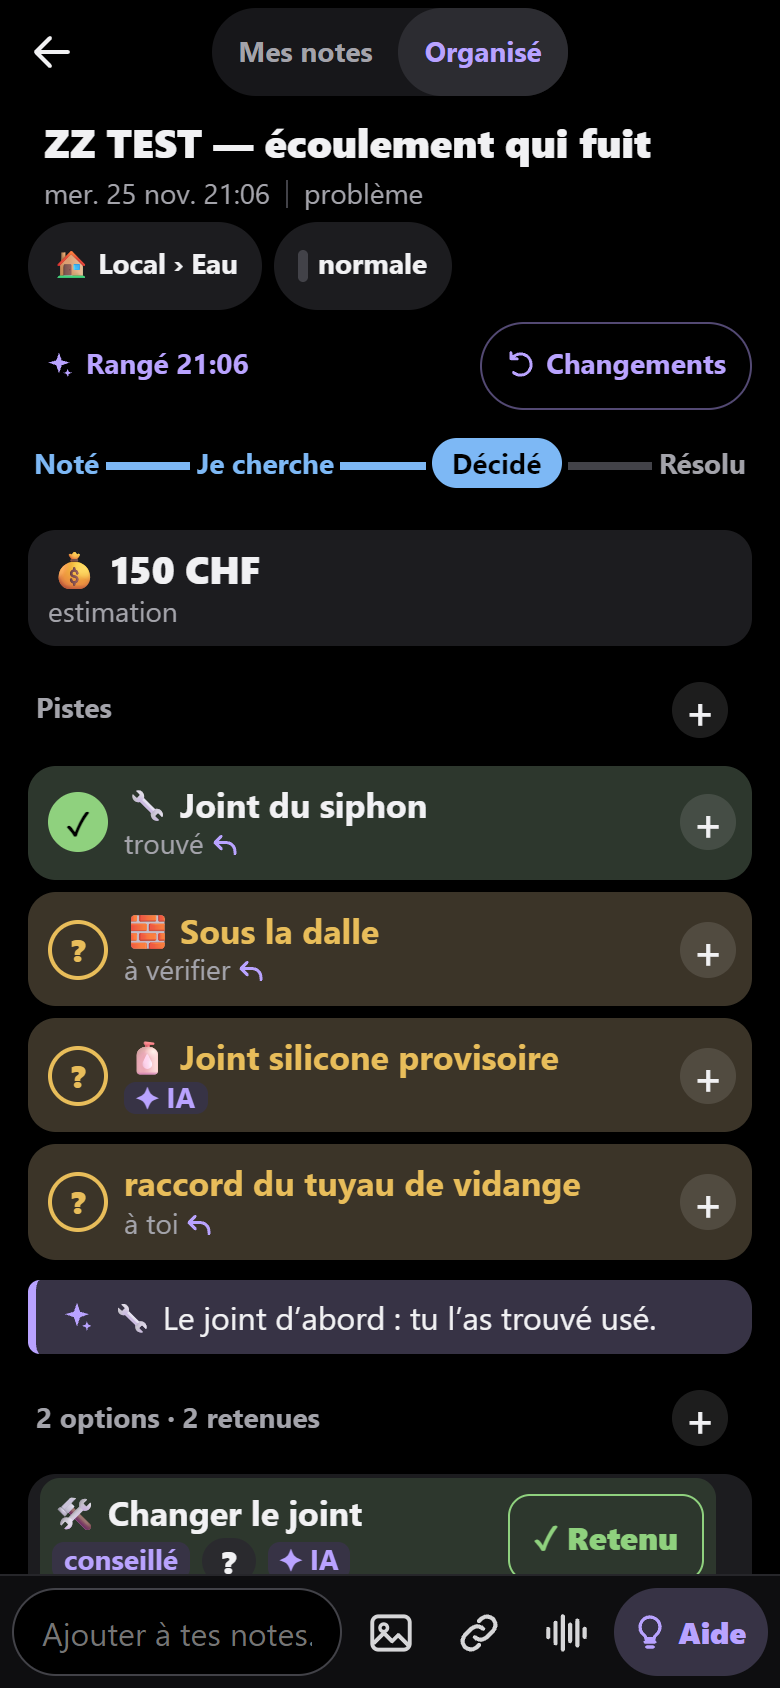 Mes notes Organisé
ZZ TEST — écoulement qui fuit
mer. 25 nov. 21:06 | problème
Local › Eau normale
Rangé 21:06 Changements
Noté Je cherche Décidé Résolu
150 CHF
estimation
Pistes +
Joint du siphon +
trouvé
? Sous la dalle +
à vérifier
? Joint silicone provisoire +
IA
? raccord du tuyau de vidange +
à toi
Le joint d’abord : tu l’as trouvé usé.
2 options · 2 retenues +
Changer le joint ✓ Retenu
conseillé ? IA
Ajouter à tes notes. Aide